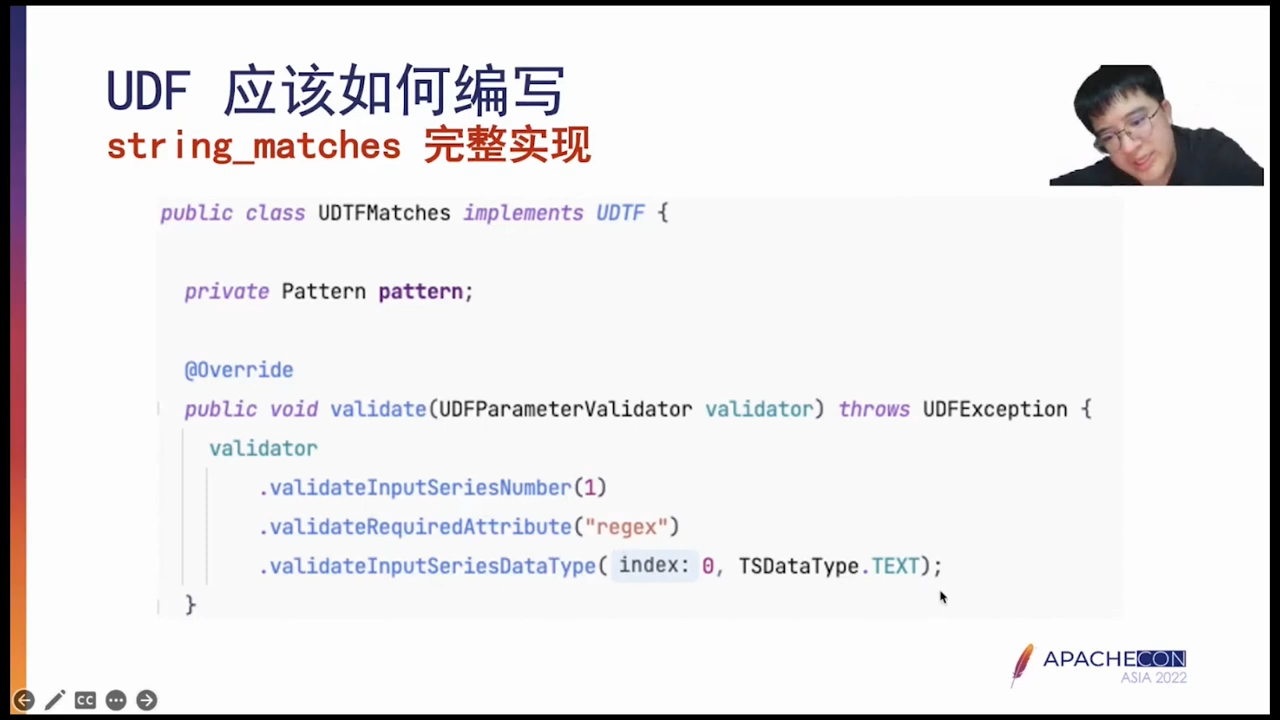 UDF 应该如何编写
string_matches 完整实现
public class UDTFMatches implements UDTF {
private Pattern pattern;
@Override
public void validate(UDFParameterValidator validator) throws UDFException {
validator
.validateInputSeriesNumber(1)
.validateRequiredAttribute("regex")
.validateInputSeriesDataType( index: 0, TSDataType.TEXT);
}
APACHECON
ASIA 2022
CC